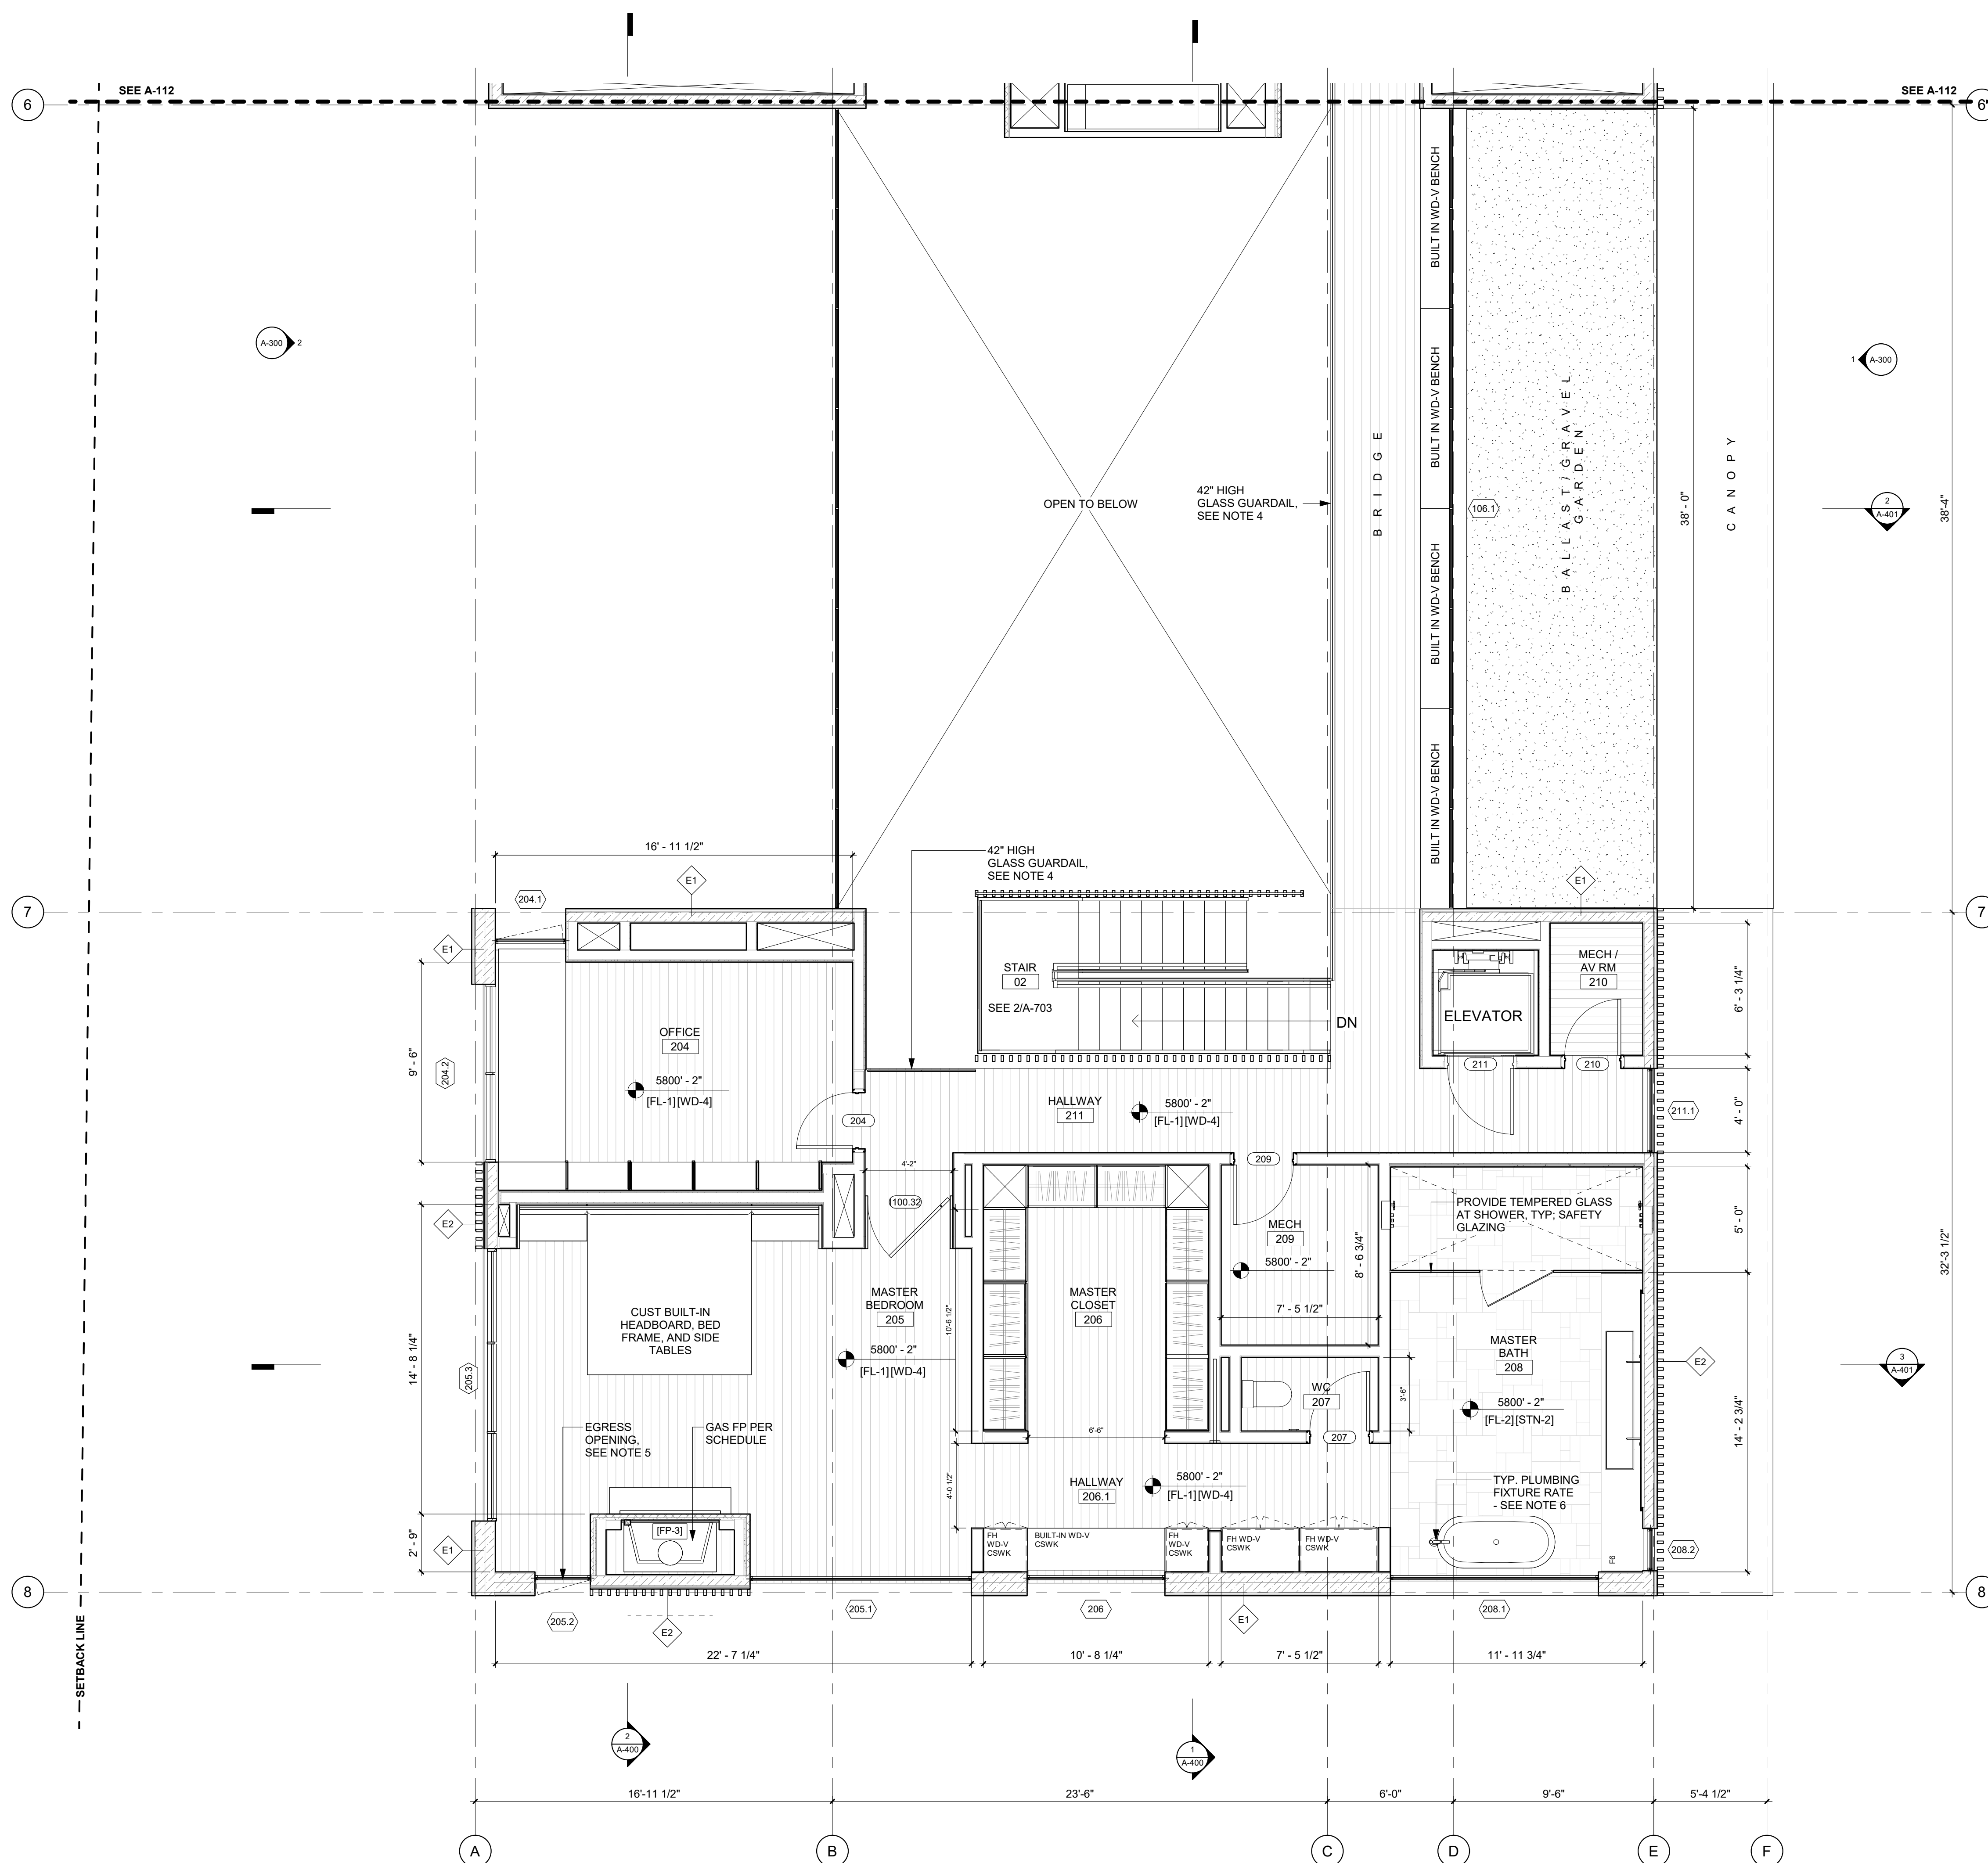 SEE A-112
SEE A-112
6
6
BUILT IN WD-V BENCH
BUILT IN WD-V BENCH
BUILT IN WD-V BENCH
BUILT IN WD-V BENCH
A-300
2
1
A-300
BRIDGE
BALLAST/GRAVEL
GARDEN
CANOPY
OPEN TO BELOW
42" HIGH
GLASS GUARDAIL,
SEE NOTE 4
106.1
38' - 0"
38'-4"
2
A-401
16' - 11 1/2"
42" HIGH
GLASS GUARDAIL,
SEE NOTE 4
E1
E1
204.1
7
7
E1
STAIR
02
SEE 2/A-703
DN
ELEVATOR
MECH /
AV RM
210
6' - 3 1/4"
OFFICE
204
9' - 6"
204.2
5800' - 2"
[FL-1][WD-4]
204
HALLWAY
211
5800' - 2"
[FL-1][WD-4]
211
210
211.1
4' - 0"
4'-2"
209
I100.32
E2
MECH
209
5800' - 2"
8' - 6 3/4"
7' - 5 1/2"
PROVIDE TEMPERED GLASS
AT SHOWER, TYP; SAFETY
GLAZING
5' - 0"
32'-3 1/2"
CUST BUILT-IN
HEADBOARD, BED
FRAME, AND SIDE
TABLES
MASTER
BEDROOM
205
5800' - 2"
[FL-1][WD-4]
10'-6 1/2"
MASTER
CLOSET
206
MASTER
BATH
208
5800' - 2"
[FL-2][STN-2]
E2
3
A-401
14' - 8 1/4"
205.3
WC
207
3'-6"
207
14' - 2 3/4"
EGRESS
OPENING,
SEE NOTE 5
GAS FP PER
SCHEDULE
6'-6"
4'-0 1/2"
HALLWAY
206.1
5800' - 2"
[FL-1][WD-4]
TYP. PLUMBING
FIXTURE RATE
- SEE NOTE 6
[FP-3]
2' - 9"
E1
FH
WD-V
CSWK
BUILT-IN WD-V
CSWK
FH
WD-V
CSWK
FH WD-V
CSWK
FH WD-V
CSWK
F6
208.2
8
8
205.2
E2
205.1
206
E1
208.1
SETBACK LINE
22' - 7 1/4"
10' - 8 1/4"
7' - 5 1/2"
11' - 11 3/4"
2
A-400
1
A-400
16'-11 1/2"
23'-6"
6'-0"
9'-6"
5'-4 1/2"
A
B
C
D
E
F